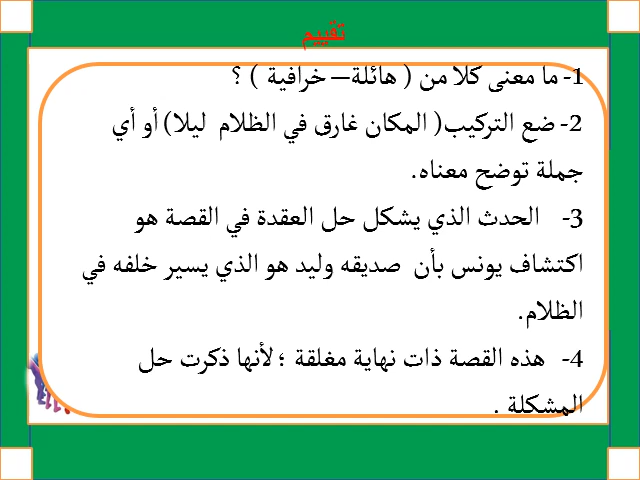 تقييم
1- ما معنى كلا من ( هائلة– خرافية ) ؟
2- ضع التركيب( المكان غارق في الظلام ليلا) أو أي
جملة توضح معناه.
3- الحدث الذي يشكل حل العقدة في القصة هو
اكتشاف يونس بأن صديقه وليد هو الذي يسير خلفه في
الظلام.
4- هذه القصة ذات نهاية مغلقة ؛ لأنها ذكرت حل
المشكلة .